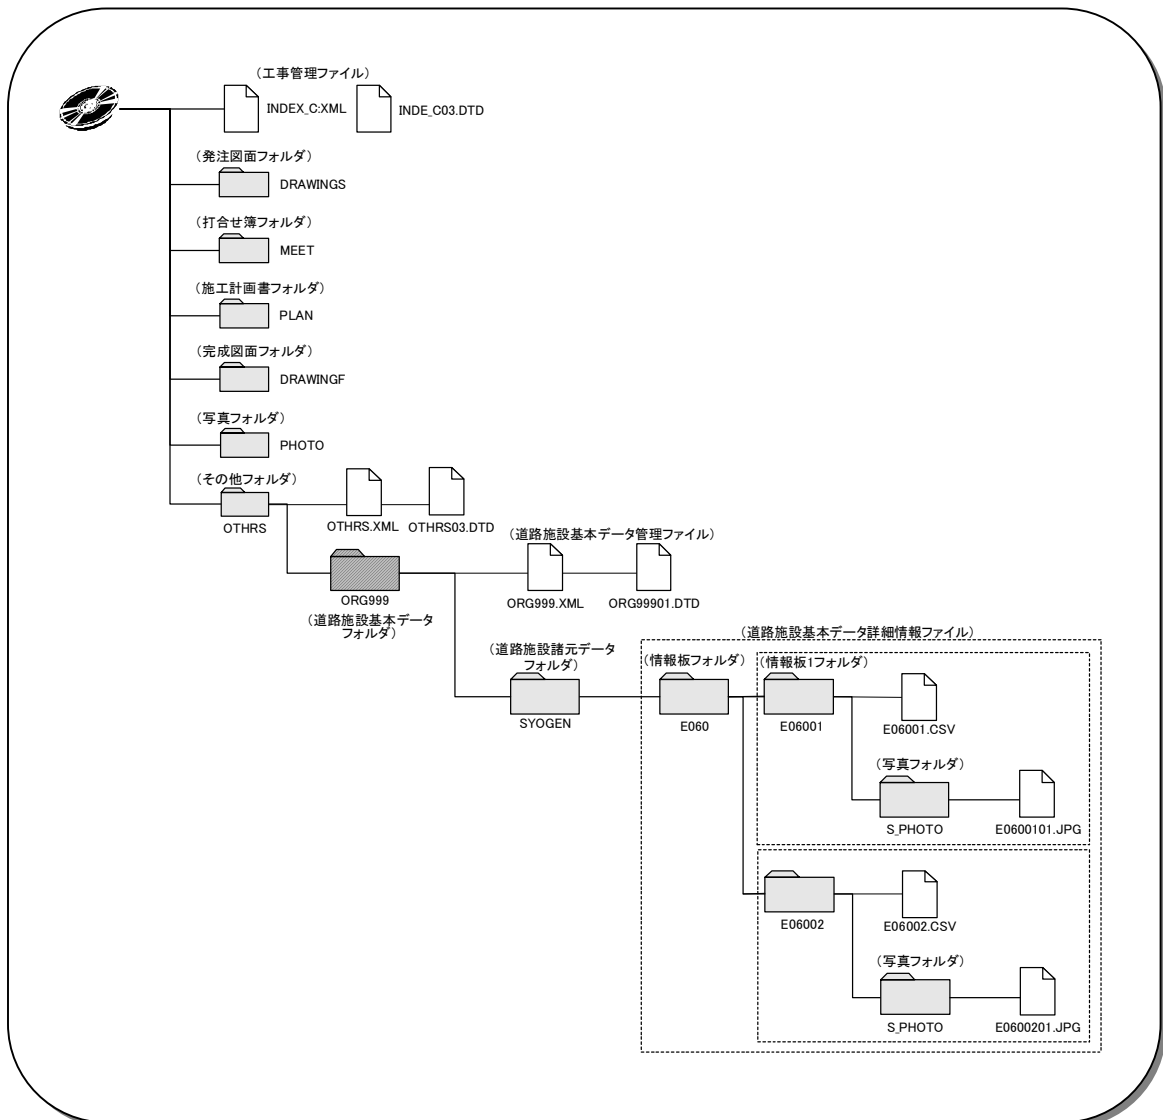 (工事管理ファイル)
INDEX_C:XML
INDE_C03.DTD
(発注図面フォルダ)
DRAWINGS
(打合せ簿フォルダ)
MEET
(施工計画書フォルダ)
PLAN
(完成図面フォルダ)
DRAWINGF
(写真フォルダ)
PHOTO
(その他フォルダ)
OTHRS
OTHRS.XML
OTHRS03.DTD
(道路施設基本データ管理ファイル)
ORG999
ORG999.XML
ORG99901.DTD
(道路施設基本データ
フォルダ)
(道路施設基本データ詳細情報ファイル)
(道路施設諸元データ
フォルダ)
SYOGEN
(情報板フォルダ)
E060
(情報板1フォルダ)
E06001
E06001.CSV
(写真フォルダ)
S_PHOTO
E0600101.JPG
E06002
E06002.CSV
(写真フォルダ)
S_PHOTO
E0600201.JPG